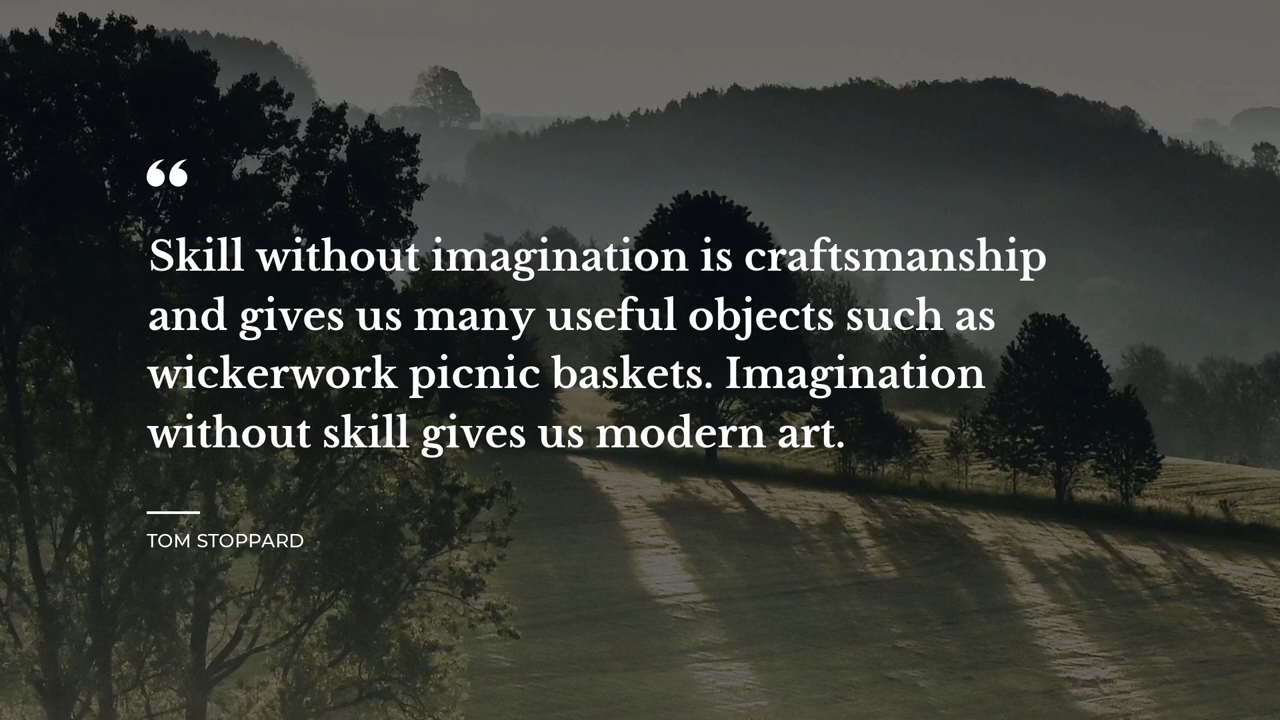 “
Skill without imagination is craftsmanship
and gives us many useful objects such as
wickerwork picnic baskets. Imagination
without skill gives us modern art.
TOM STOPPARD